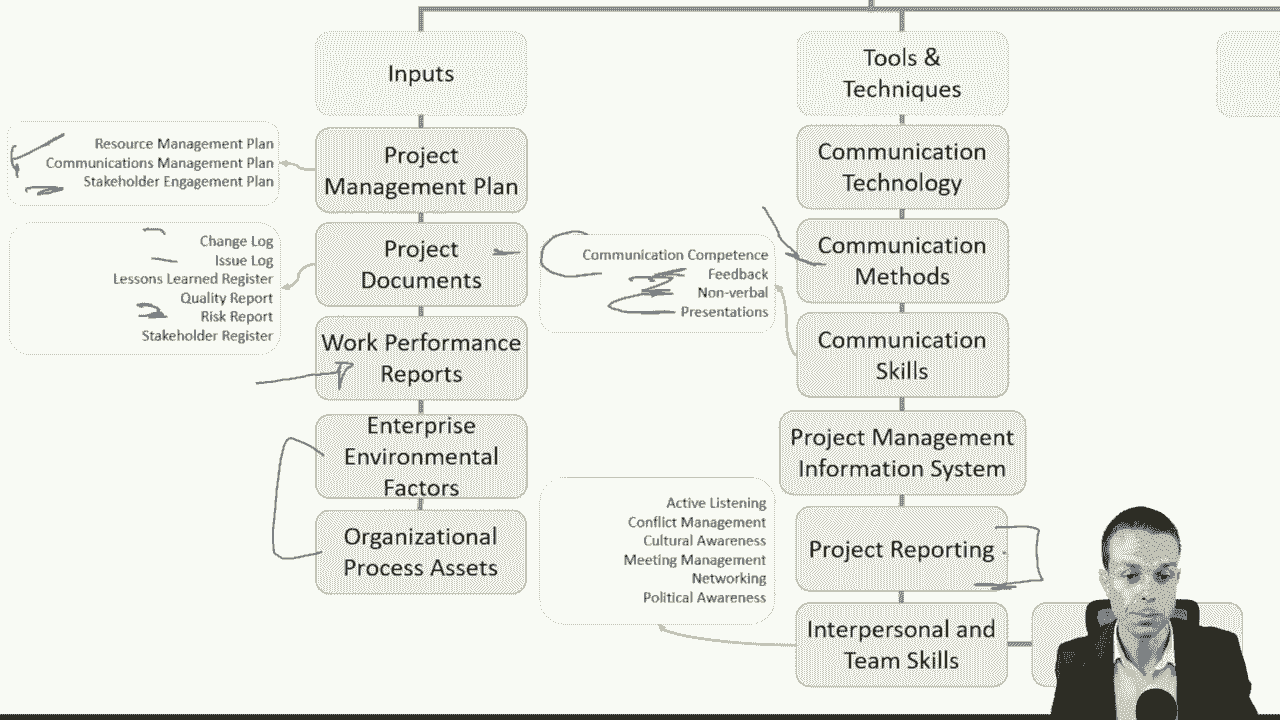 Inputs
Resource Management Plan
Communications Management Plan
Stakeholder Engagement Plan
Project
Management Plan
Change Log
Issue Log
Lessons Learned Register
Quality Report
Risk Report
Stakeholder Register
Project
Documents
Work Performance
Reports
Enterprise
Environmental
Factors
Organizational
Process Assets
Tools &
Techniques
Communication
Technology
Communication
Methods
Communication Competence
Feedback
Non-verbal
Presentations
Communication
Skills
Project Management
Information System
Project Reporting
Active Listening
Conflict Management
Cultural Awareness
Meeting Management
Networking
Political Awareness
Interpersonal and
Team Skills